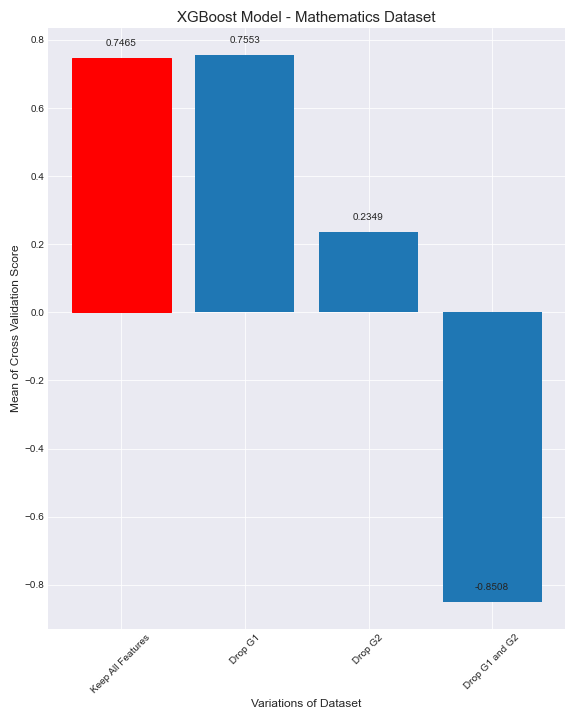 XGBoost Model - Mathematics Dataset
0.8
0.6
0.4
0.2
0.0
−0.2
−0.4
−0.6
−0.8
Mean of Cross Validation Score
0.7465
0.7553
0.2349
-0.8508
Keep All Features
Drop G1
Drop G2
Drop G1 and G2
Variations of Dataset